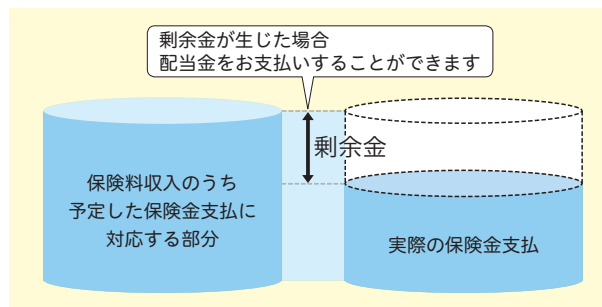 剰余金が生じた場合
配当金をお支払いすることができます
剰余金
保険料収入のうち
予定した保険金支払に
対応する部分
実際の保険金支払